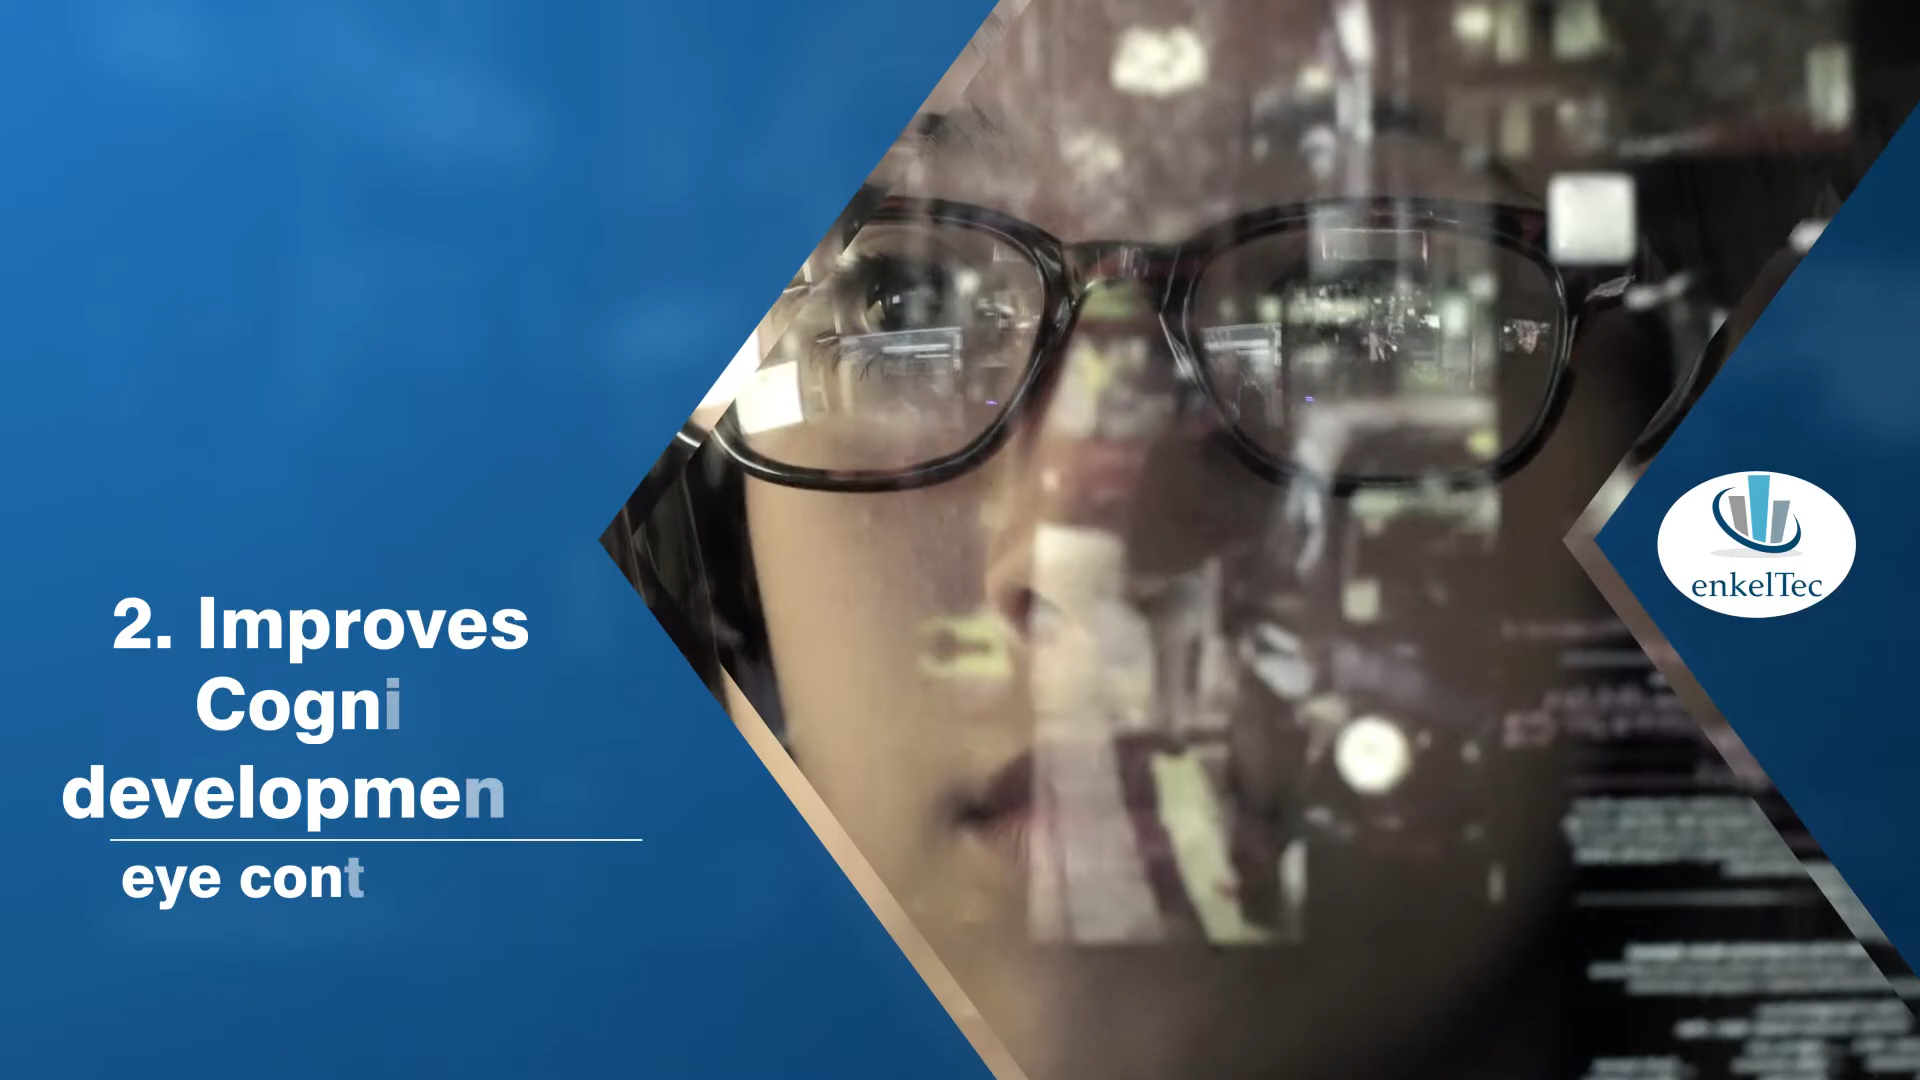 2. Improves
Cogni
developmen
eye cont
enkelTec